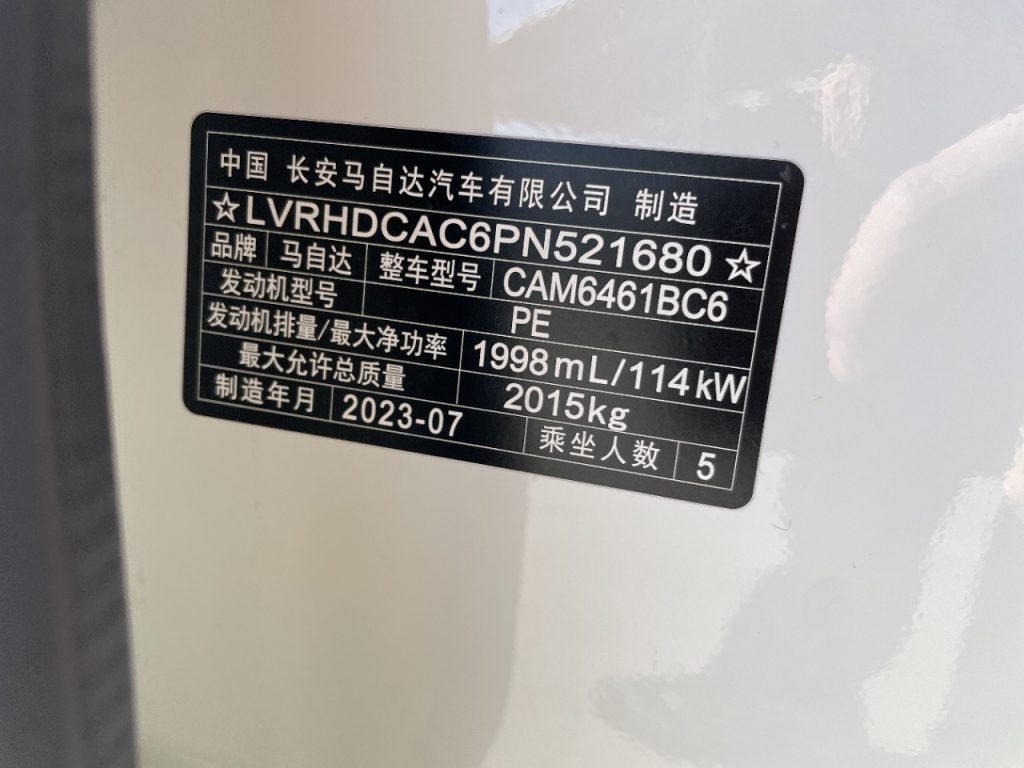 中国 长安马自达汽车有限公司 制造
☆LVRHDCAC6PN521680☆
品牌 马自达 整车型号 CAM6461BC6
发动机型号 PE
发动机排量/最大净功率 1998mL/114kW
最大允许总质量 2015kg
制造年月 2023-07 乘坐人数 5